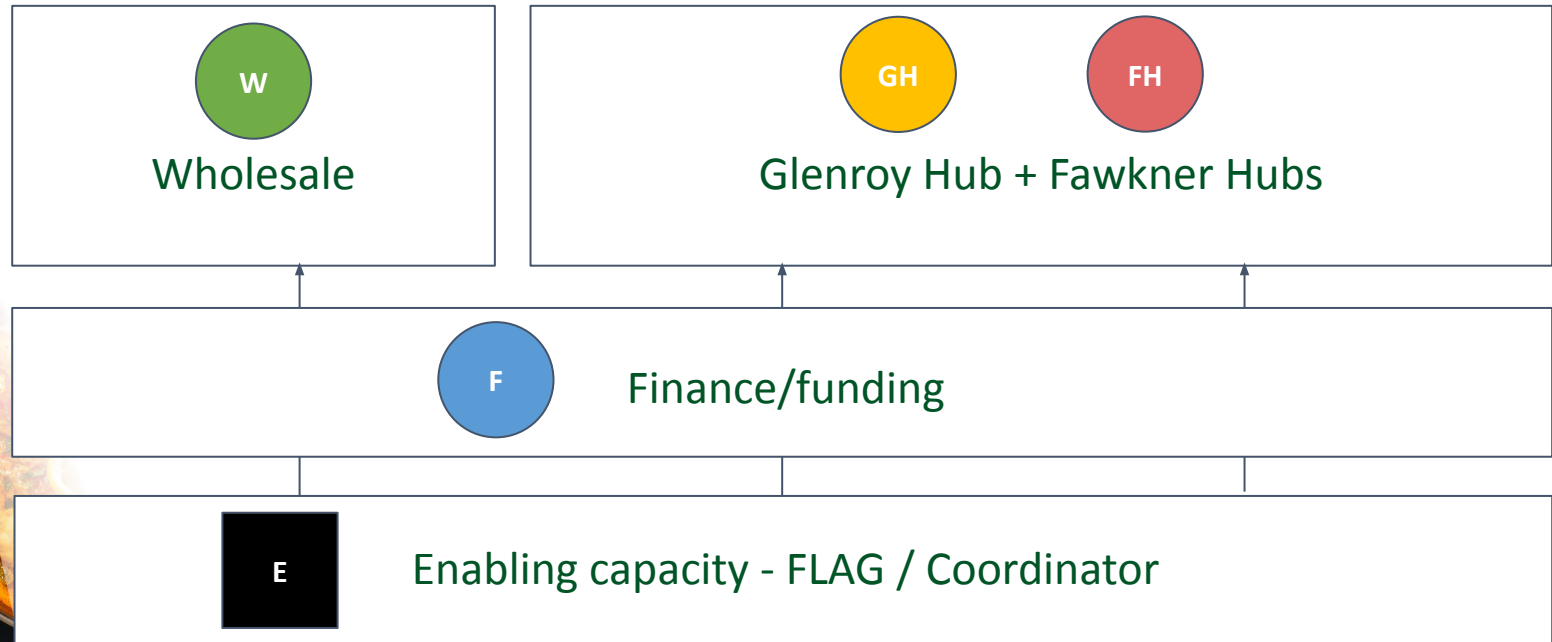 W
Wholesale
GH
FH
Glenroy Hub + Fawkner Hubs
F
Finance/funding
E
Enabling capacity - FLAG / Coordinator